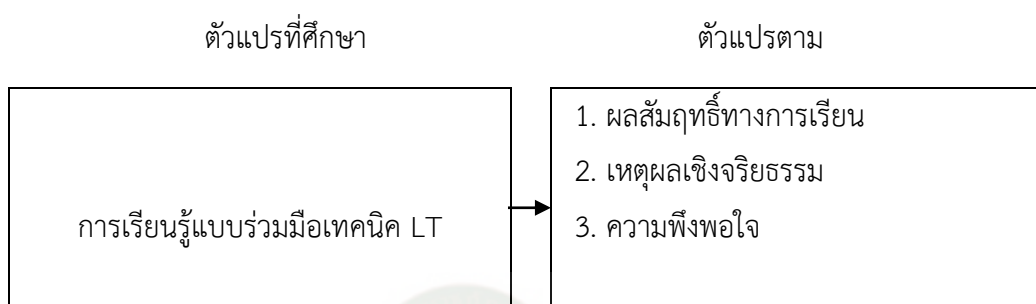 ตัวแปรที่ศึกษา
ตัวแปรตาม
การเรียนรู้แบบร่วมมือเทคนิค LT
1. ผลสัมฤทธิ์ทางการเรียน
2. เหตุผลเชิงจริยธรรม
3. ความพึงพอใจ